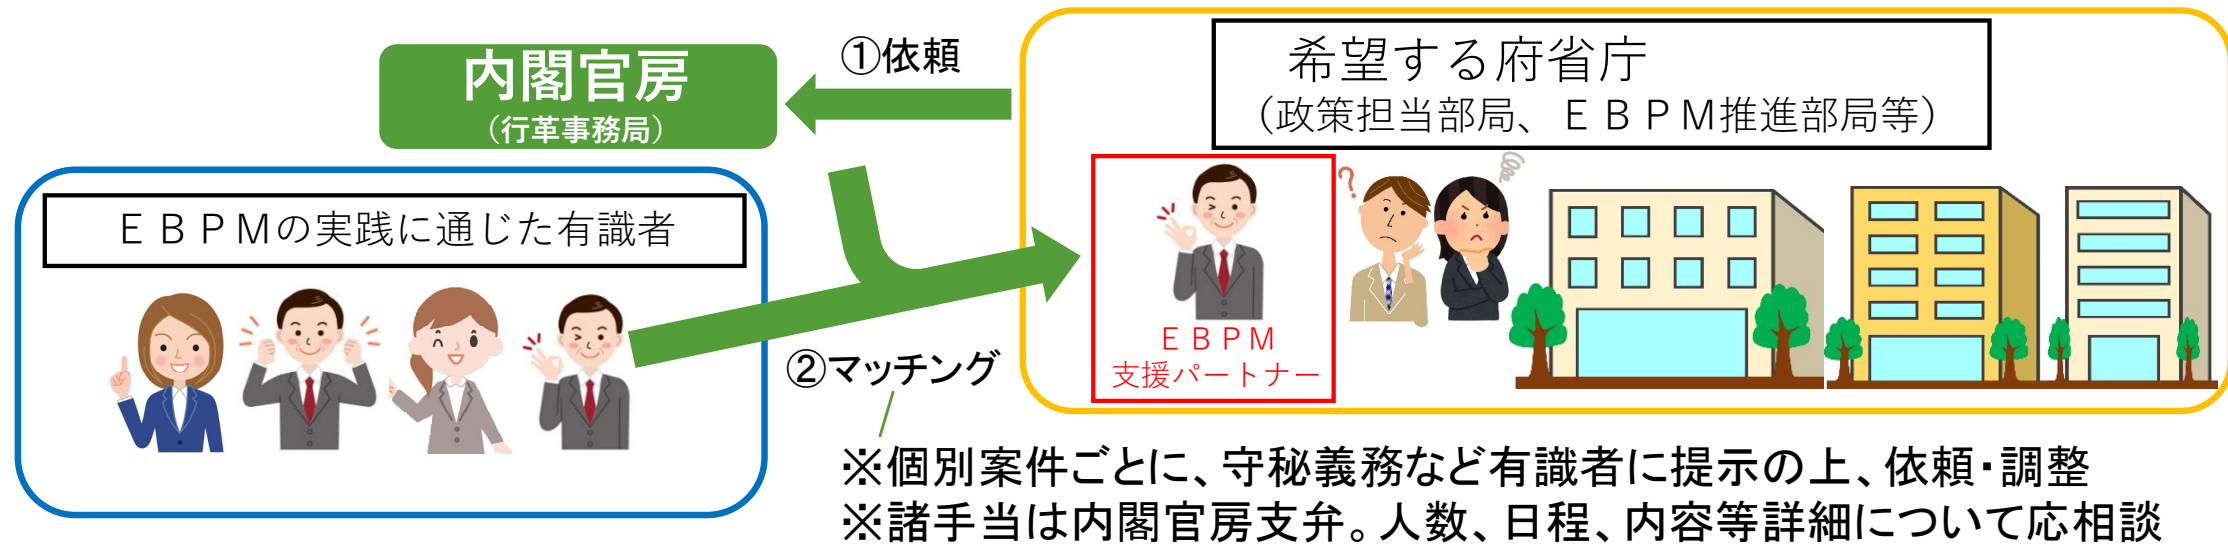 内閣官房
（行革事務局）
①依頼
希望する府省庁
（政策担当部局、ＥＢＰＭ推進部局等）
ＥＢＰＭの実践に通じた有識者
ＥＢＰＭ
支援パートナー
②マッチング
※個別案件ごとに、守秘義務など有識者に提示の上、依頼・調整
※諸手当は内閣官房支弁。人数、日程、内容等詳細について応相談